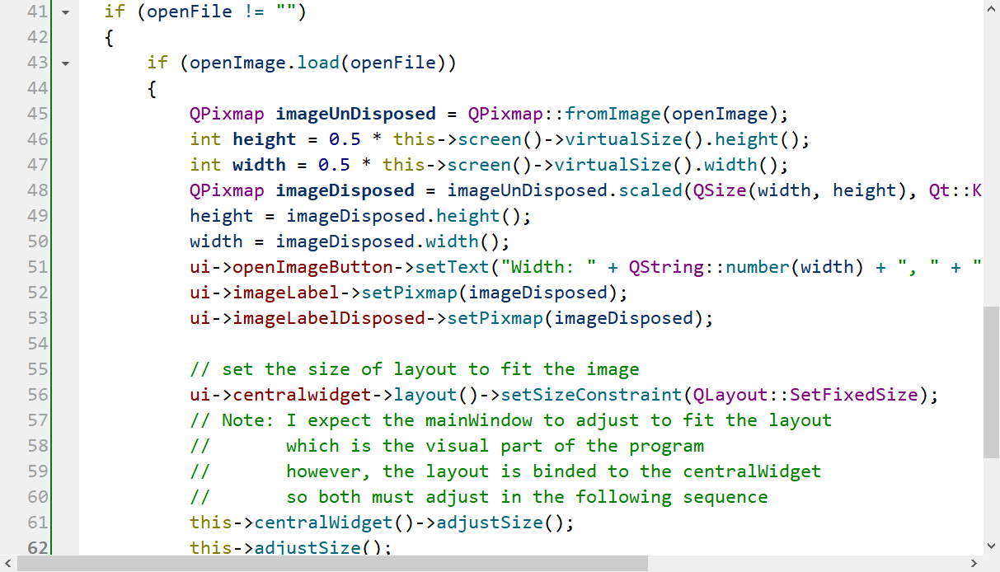 41 if (openFile != "")
42 {
43 if (openImage.load(openFile))
44 {
45 QPixmap imageUnDisposed = QPixmap::fromImage(openImage);
46 int height = 0.5 * this->screen()->virtualSize().height();
47 int width = 0.5 * this->screen()->virtualSize().width();
48 QPixmap imageDisposed = imageUnDisposed.scaled(QSize(width, height), Qt::K
49 height = imageDisposed.height();
50 width = imageDisposed.width();
51 ui->openImageButton->setText("Width: " + QString::number(width) + ", " + "
52 ui->imageLabel->setPixmap(imageDisposed);
53 ui->imageLabelDisposed->setPixmap(imageDisposed);
54
55 // set the size of layout to fit the image
56 ui->centralwidget->layout()->setSizeConstraint(QLayout::SetFixedSize);
57 // Note: I expect the mainWindow to adjust to fit the layout
58 // which is the visual part of the program
59 // however, the layout is binded to the centralWidget
60 // so both must adjust in the following sequence
61 this->centralWidget()->adjustSize();
62 this->adjustSize();